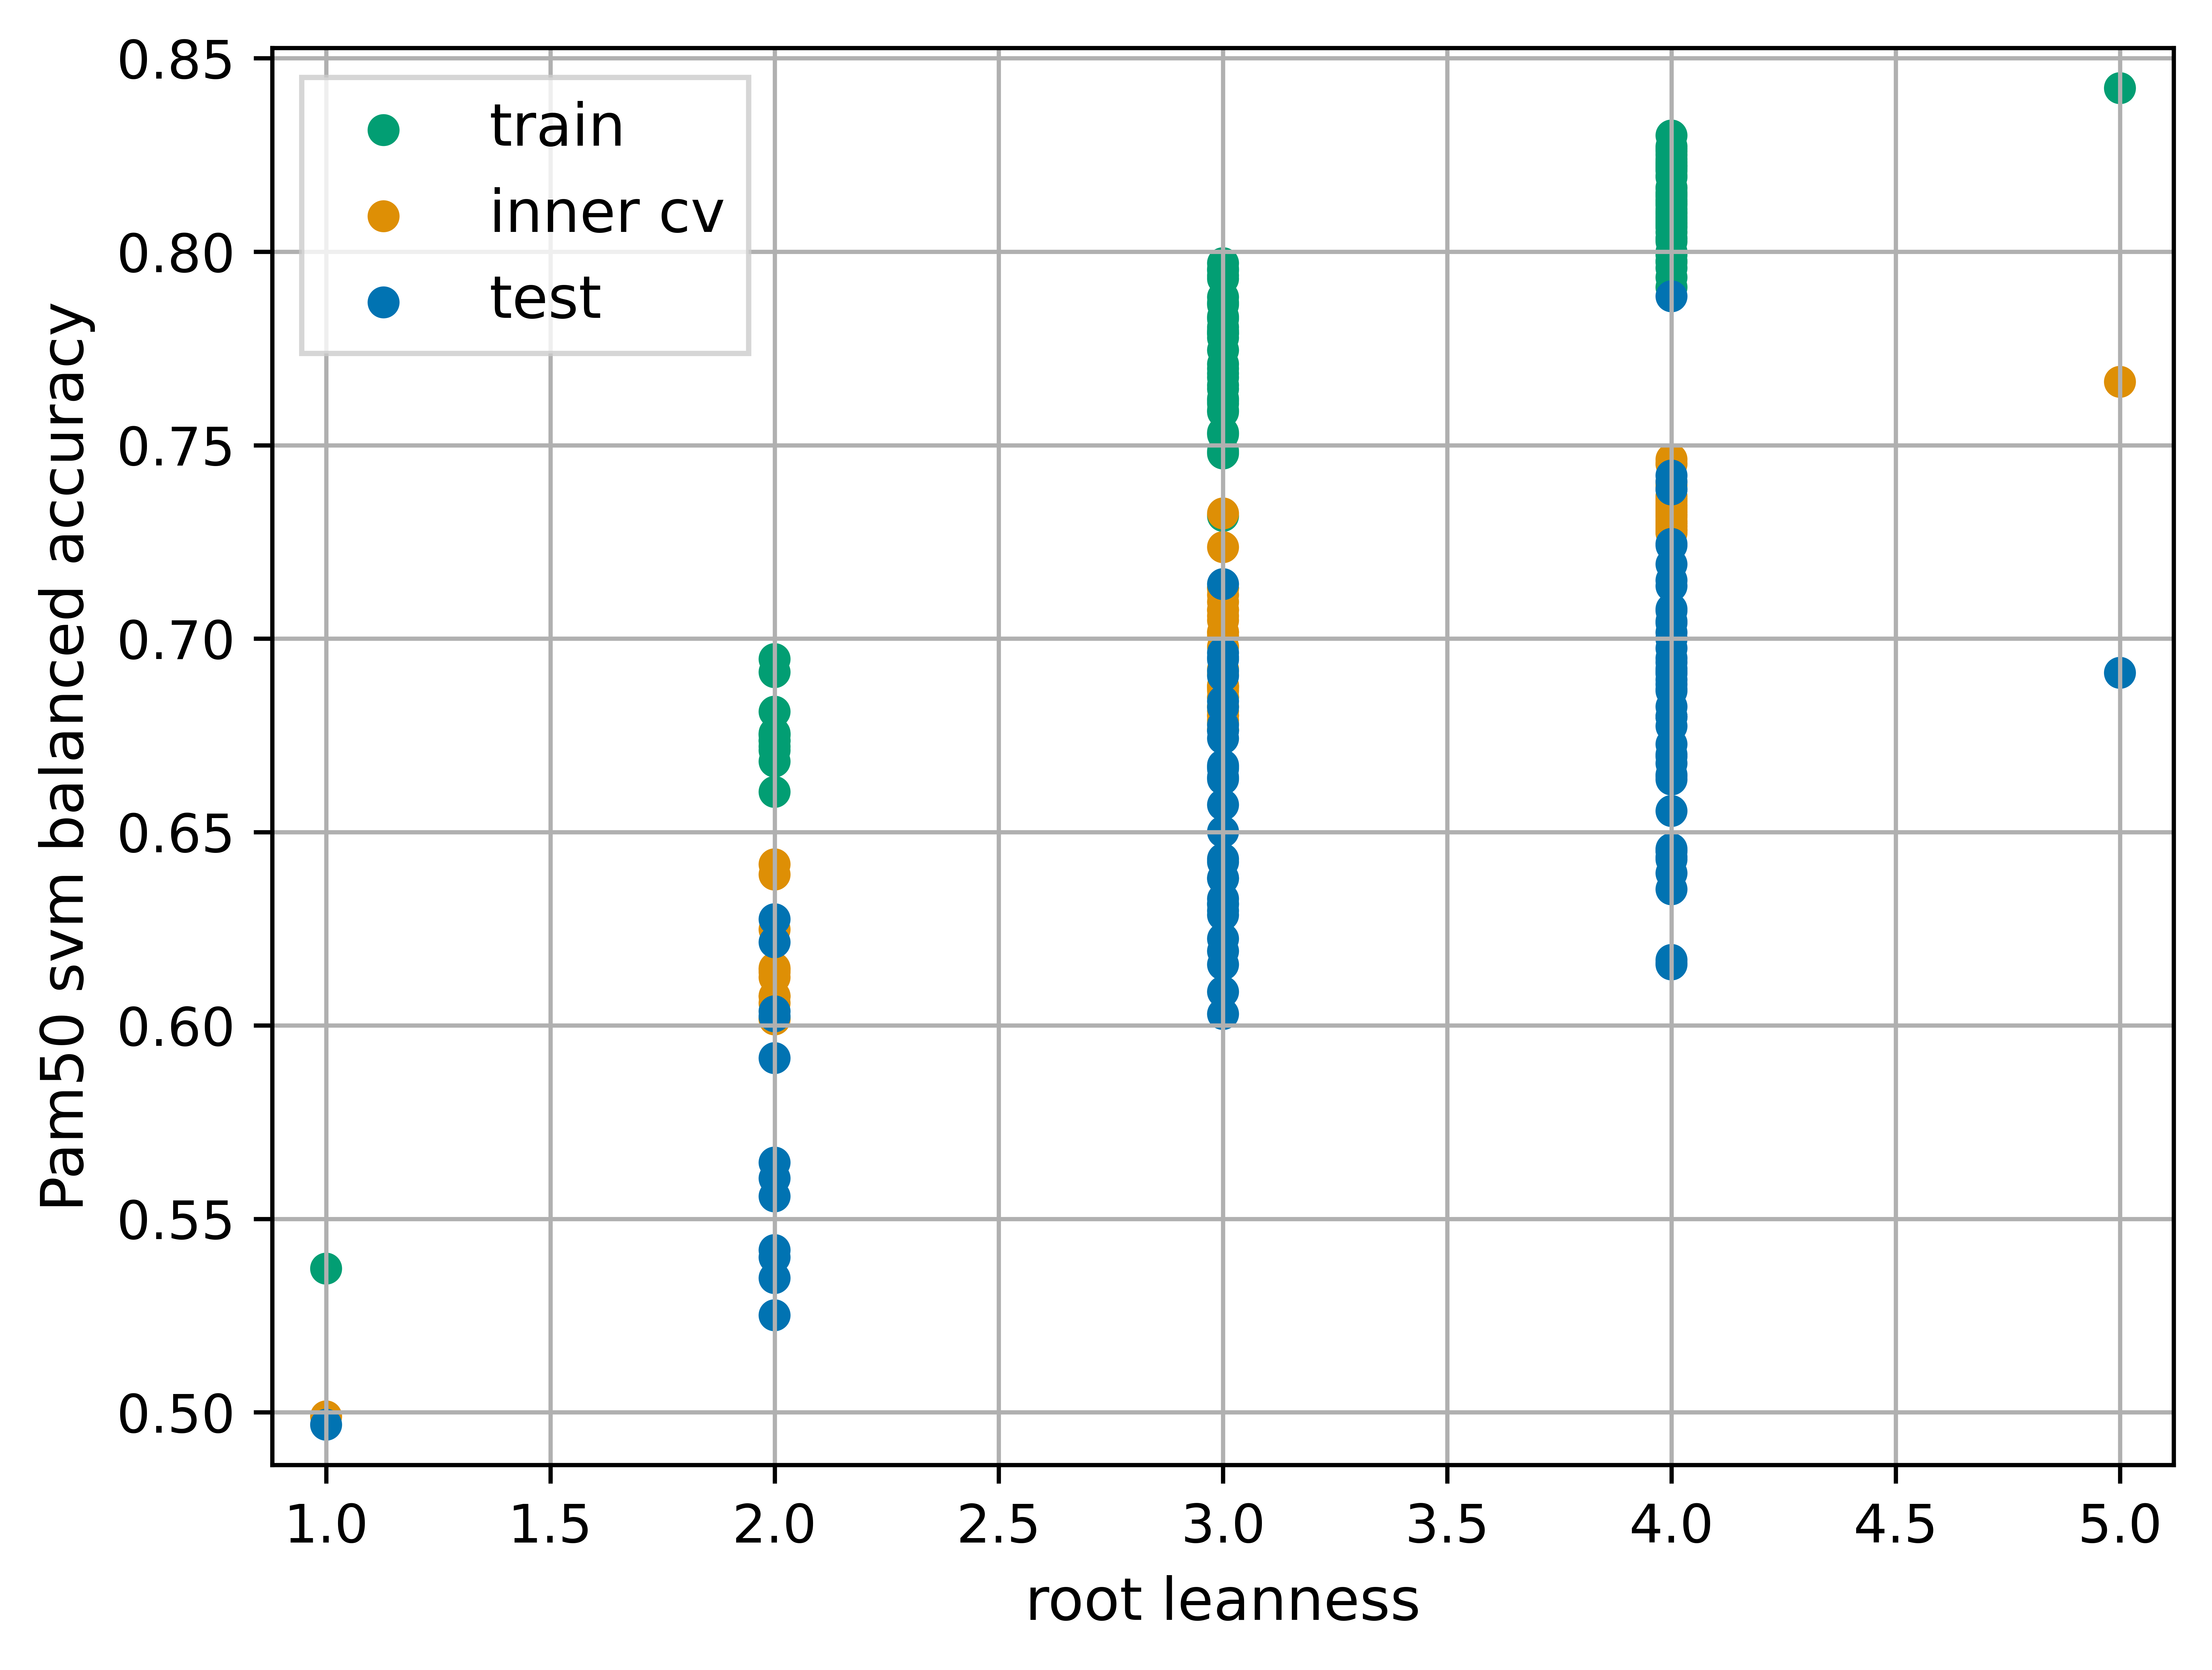 0.85
0.80
0.75
0.70
0.65
0.60
0.55
0.50
Pam50 svm balanced accuracy
train
inner cv
test
1.0 1.5 2.0 2.5 3.0 3.5 4.0 4.5 5.0
root leanness